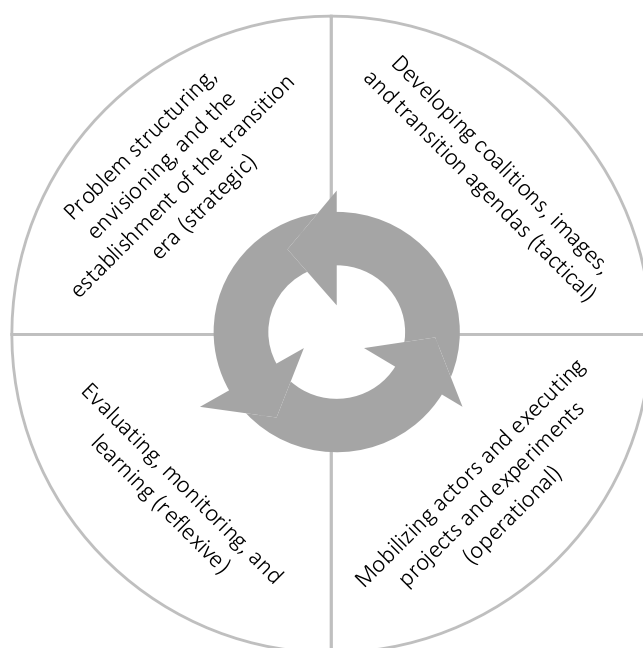 Problem structuring,
envisioning, and the
establishment of the transition
era (strategic)
Developing coalitions, images,
and transition agendas (tactical)
Evaluating, monitoring, and
learning (reflexive)
Mobilizing actors and executing
projects and experiments
(operational)